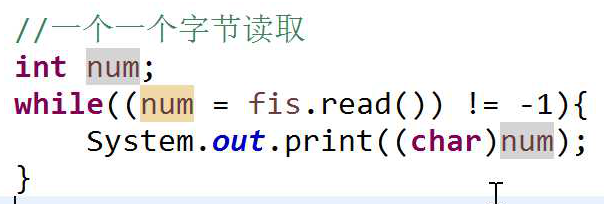 //一个一个字节读取
int num;
while((num = fis.read()) != -1){
    System.out.print((char)num);
}